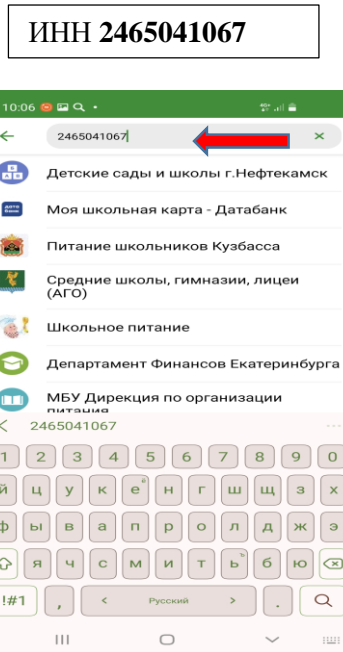 ИНН 2465041067
10:06
2465041067
Детские сады и школы г.Нефтекамск
Моя школьная карта - Датабанк
Питание школьников Кузбасса
Средние школы, гимназии, лицеи
(АГО)
Школьное питание
Департамент Финансов Екатеринбурга
МБУ Дирекция по организации
питания
2465041067
1 2 3 4 5 6 7 8 9 0
й ц у к е н г ш щ з х
ф ы в а п р о л д ж э
я ч с м и т ь б ю
!#1 , < Русский > .